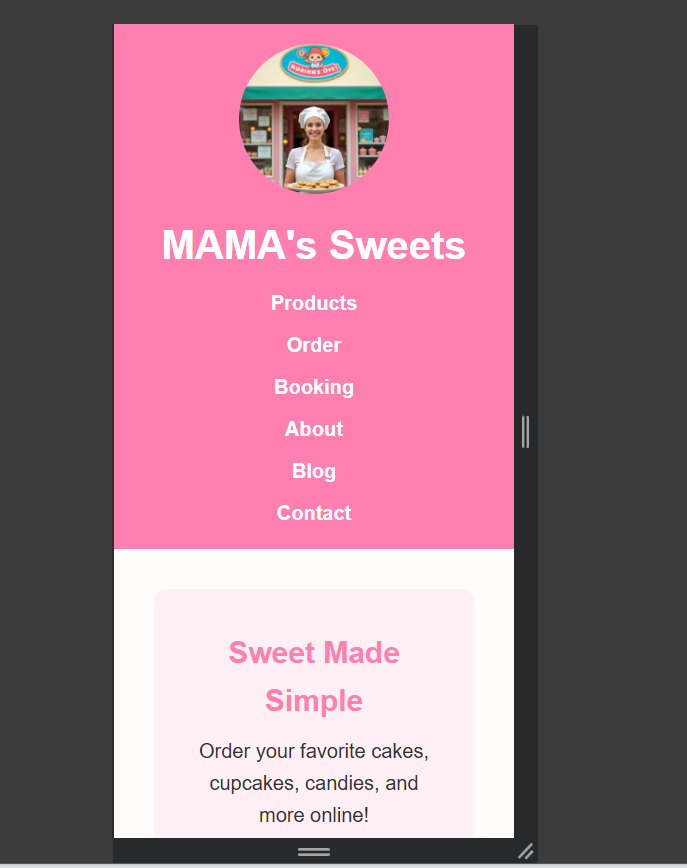 MAMA's Sweets
Products
Order
Booking
About
Blog
Contact
Sweet Made
Simple
Order your favorite cakes,
cupcakes, candies, and
more online!